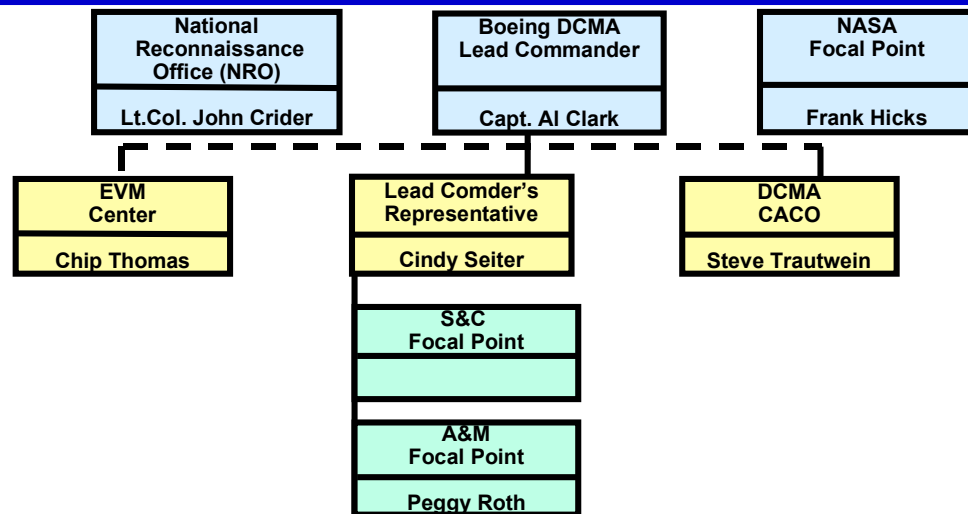 National
Reconnaissance
Office (NRO)
Lt.Col. John Crider
Boeing DCMA
Lead Commander
Capt. Al Clark
NASA
Focal Point
Frank Hicks
EVM
Center
Chip Thomas
Lead Comder's
Representative
Cindy Seiter
DCMA
CACO
Steve Trautwein
S&C
Focal Point
A&M
Focal Point
Peggy Roth